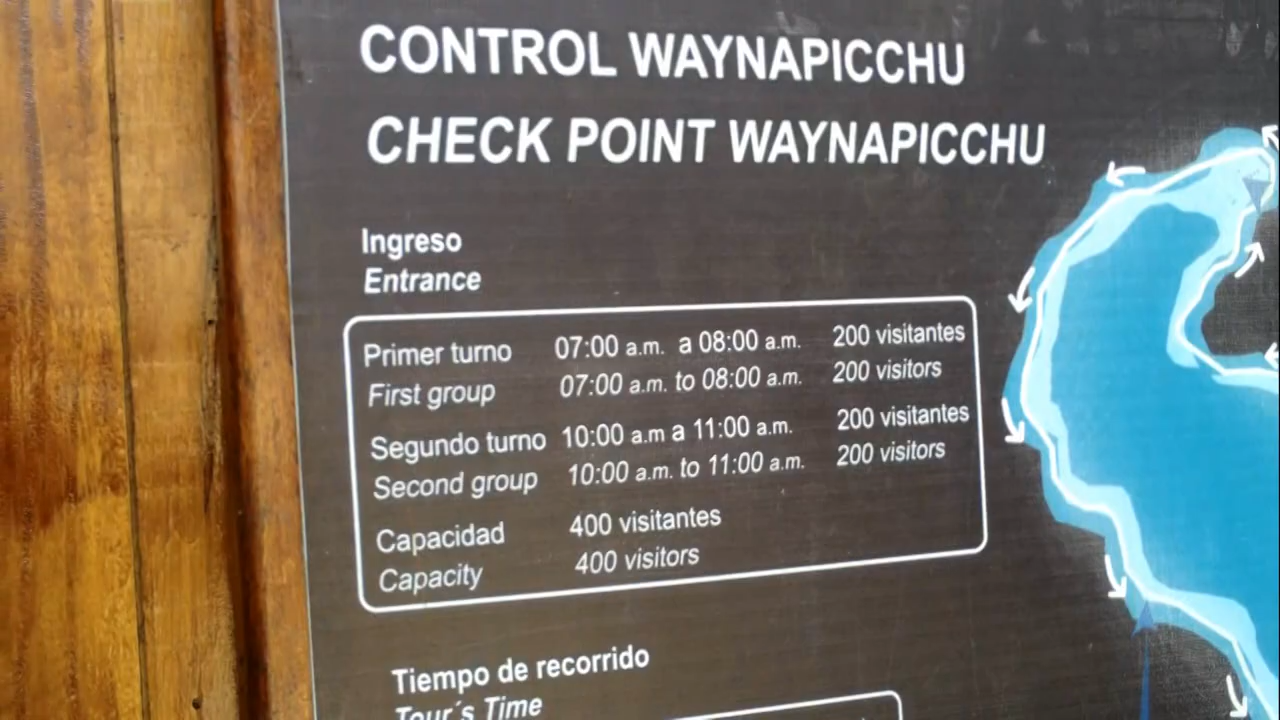 CONTROL WAYNAPICCHU
CHECK POINT WAYNAPICCHU
Ingreso
Entrance
Primer turno 07:00 a.m. a 08:00 a.m. 200 visitantes
First group 07:00 a.m. to 08:00 a.m. 200 visitors
Segundo turno 10:00 a.m a 11:00 a.m. 200 visitantes
Second group 10:00 a.m. to 11:00 a.m. 200 visitors
Capacidad 400 visitantes
Capacity 400 visitors
Tiempo de recorrido
Tour´s Time